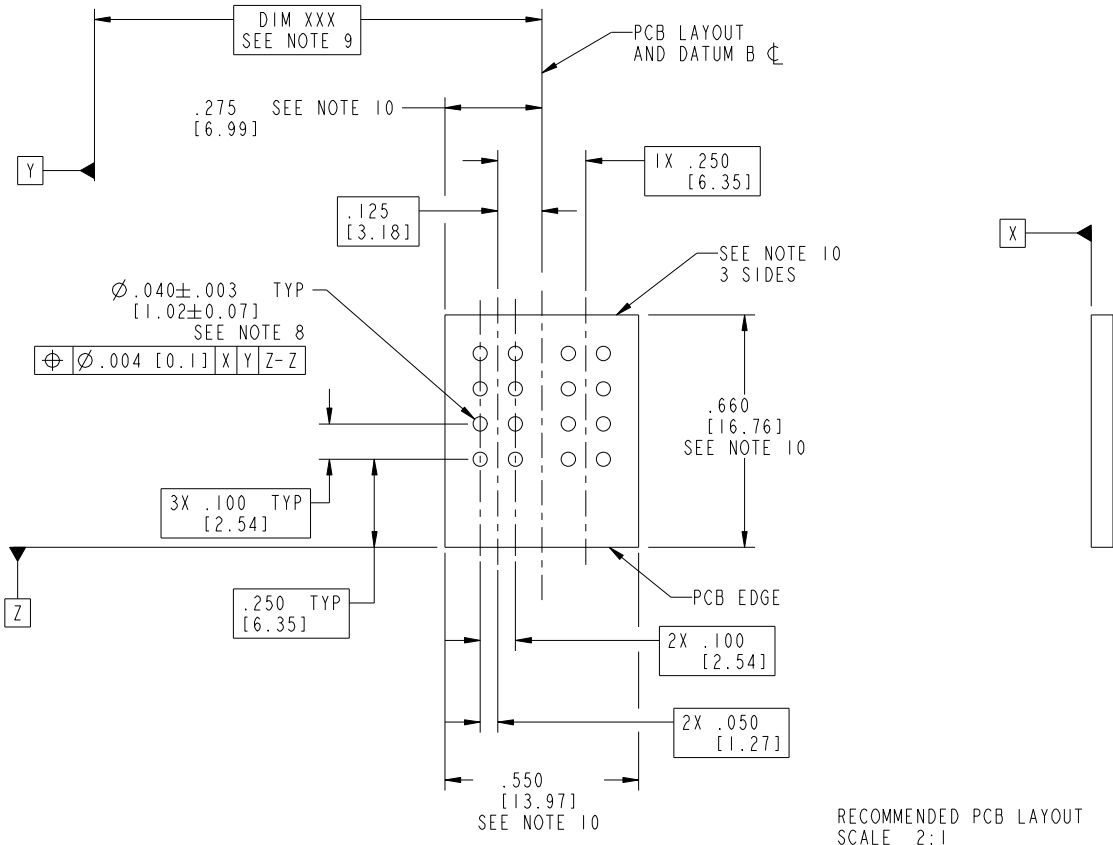 DIM XXX
SEE NOTE 9
PCB LAYOUT
AND DATUM B ℄
.275 SEE NOTE 10
[6.99]
Y
1X .250
[6.35]
.125
[3.18]
X
SEE NOTE 10
3 SIDES
Ø.040±.003 TYP
[1.02±0.07]
SEE NOTE 8
⌖ Ø.004 [0.1] X Y Z-Z
.660
[16.76]
SEE NOTE 10
3X .100 TYP
[2.54]
Z
.250 TYP
[6.35]
PCB EDGE
2X .100
[2.54]
2X .050
[1.27]
.550
[13.97]
SEE NOTE 10
RECOMMENDED PCB LAYOUT
SCALE 2:1